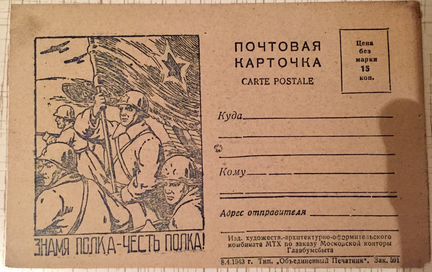 ПОЧТОВАЯ
КАРТОЧКА
CARTE POSTALE
Цена
без
марки
15
коп.
Куда
Кому
Адрес отправителя
ЗНАМЯ ПОЛКА-ЧЕСТЬ ПОЛКА!
Изд. художеств.-архитектурно-оформительского
комбината МТХ по заказу Московской конторы
Главбумсбыта
8.4.1943 г. Тип. „Объединенный Печатник". Зак. 591